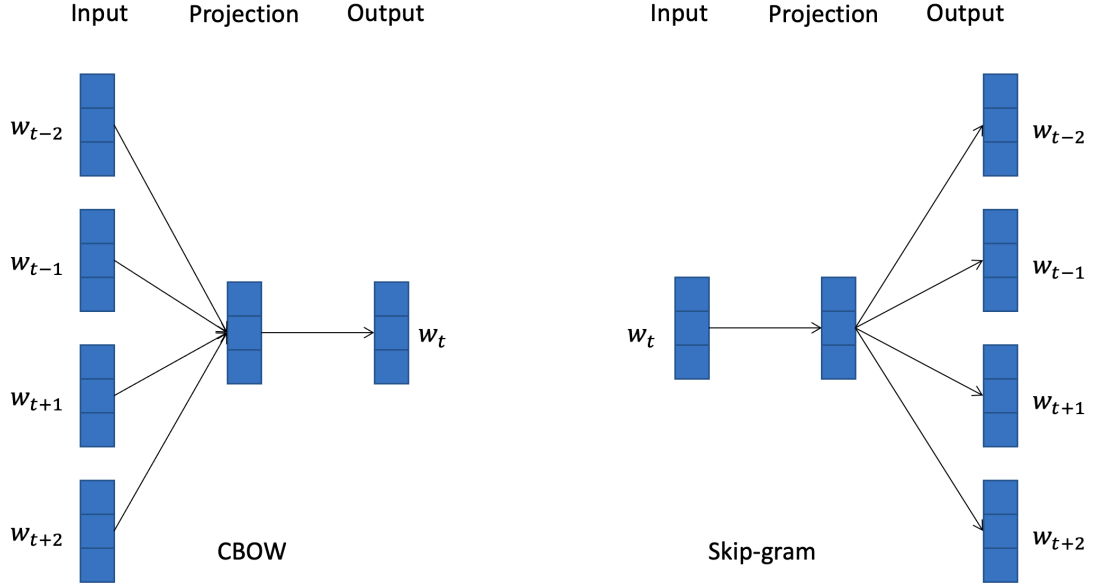 Input Projection Output
w_{t-2}
w_{t-1}
w_t
w_{t+1}
w_{t+2}
CBOW
Input Projection Output
w_{t-2}
w_{t-1}
w_t
w_{t+1}
w_{t+2}
Skip-gram